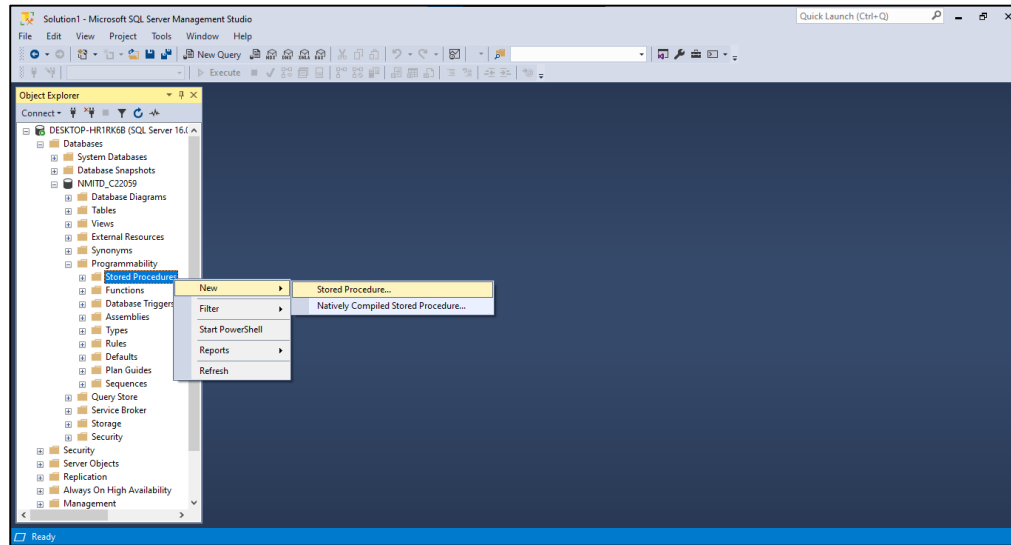 Solution1 - Microsoft SQL Server Management Studio
Quick Launch (Ctrl+Q)
File Edit View Project Tools Window Help
New Query
Execute
Object Explorer
Connect
DESKTOP-HR1RK6B (SQL Server 16.0
Databases
System Databases
Database Snapshots
NMITD_C22059
Database Diagrams
Tables
Views
External Resources
Synonyms
Programmability
Stored Procedures
Functions
Database Triggers
Assemblies
Types
Rules
Defaults
Plan Guides
Sequences
Query Store
Service Broker
Storage
Security
Security
Server Objects
Replication
Always On High Availability
Management
New
Filter
Start PowerShell
Reports
Refresh
Stored Procedure...
Natively Compiled Stored Procedure...
Ready